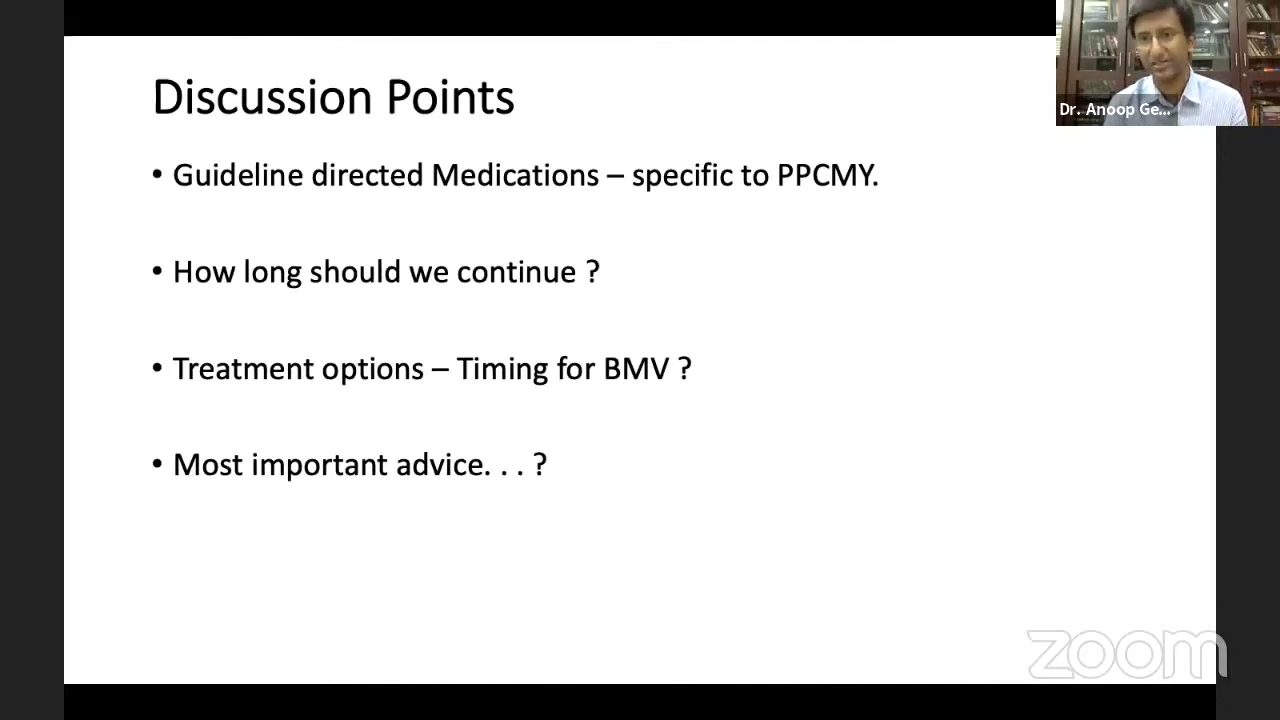 Discussion Points
Dr. Anoop Ge...
• Guideline directed Medications – specific to PPCMY.
• How long should we continue ?
• Treatment options – Timing for BMV ?
• Most important advice. . . ?
zoom